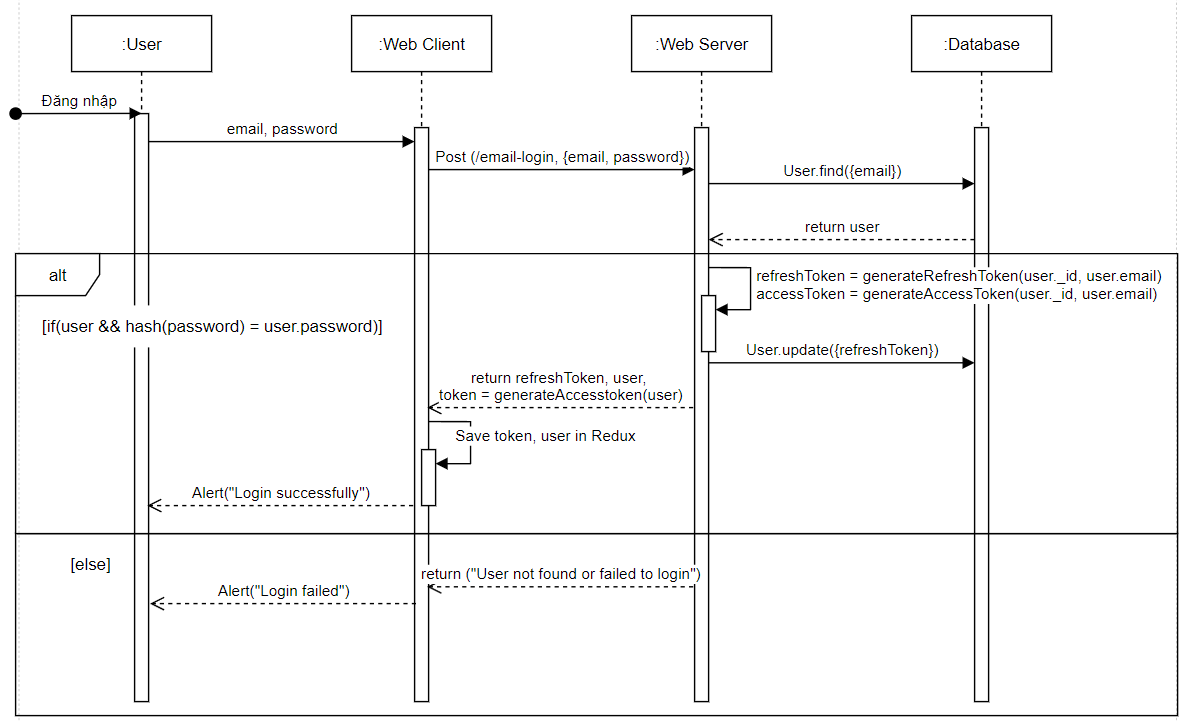 :User
:Web Client
:Web Server
:Database
Đăng nhập
email, password
Post (/email-login, {email, password})
User.find({email})
return user
alt
refreshToken = generateRefreshToken(user._id, user.email)
accessToken = generateAccessToken(user._id, user.email)
[if(user && hash(password) = user.password)]
User.update({refreshToken})
return refreshToken, user,
token = generateAccesstoken(user)
Save token, user in Redux
Alert("Login successfully")
[else]
return ("User not found or failed to login")
Alert("Login failed")